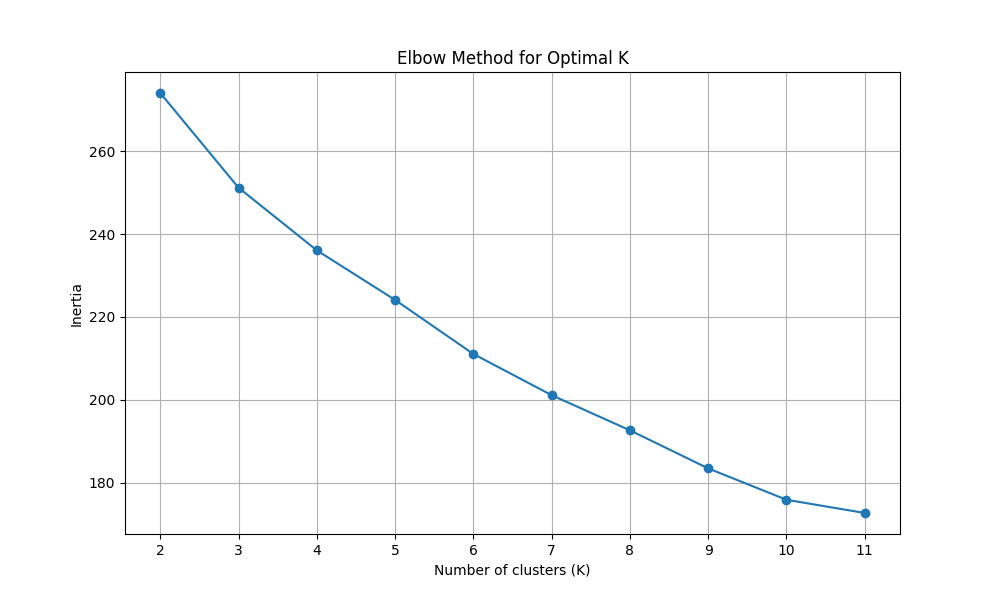 Elbow Method for Optimal K
260
240
220
200
180
Inertia
2 3 4 5 6 7 8 9 10 11
Number of clusters (K)